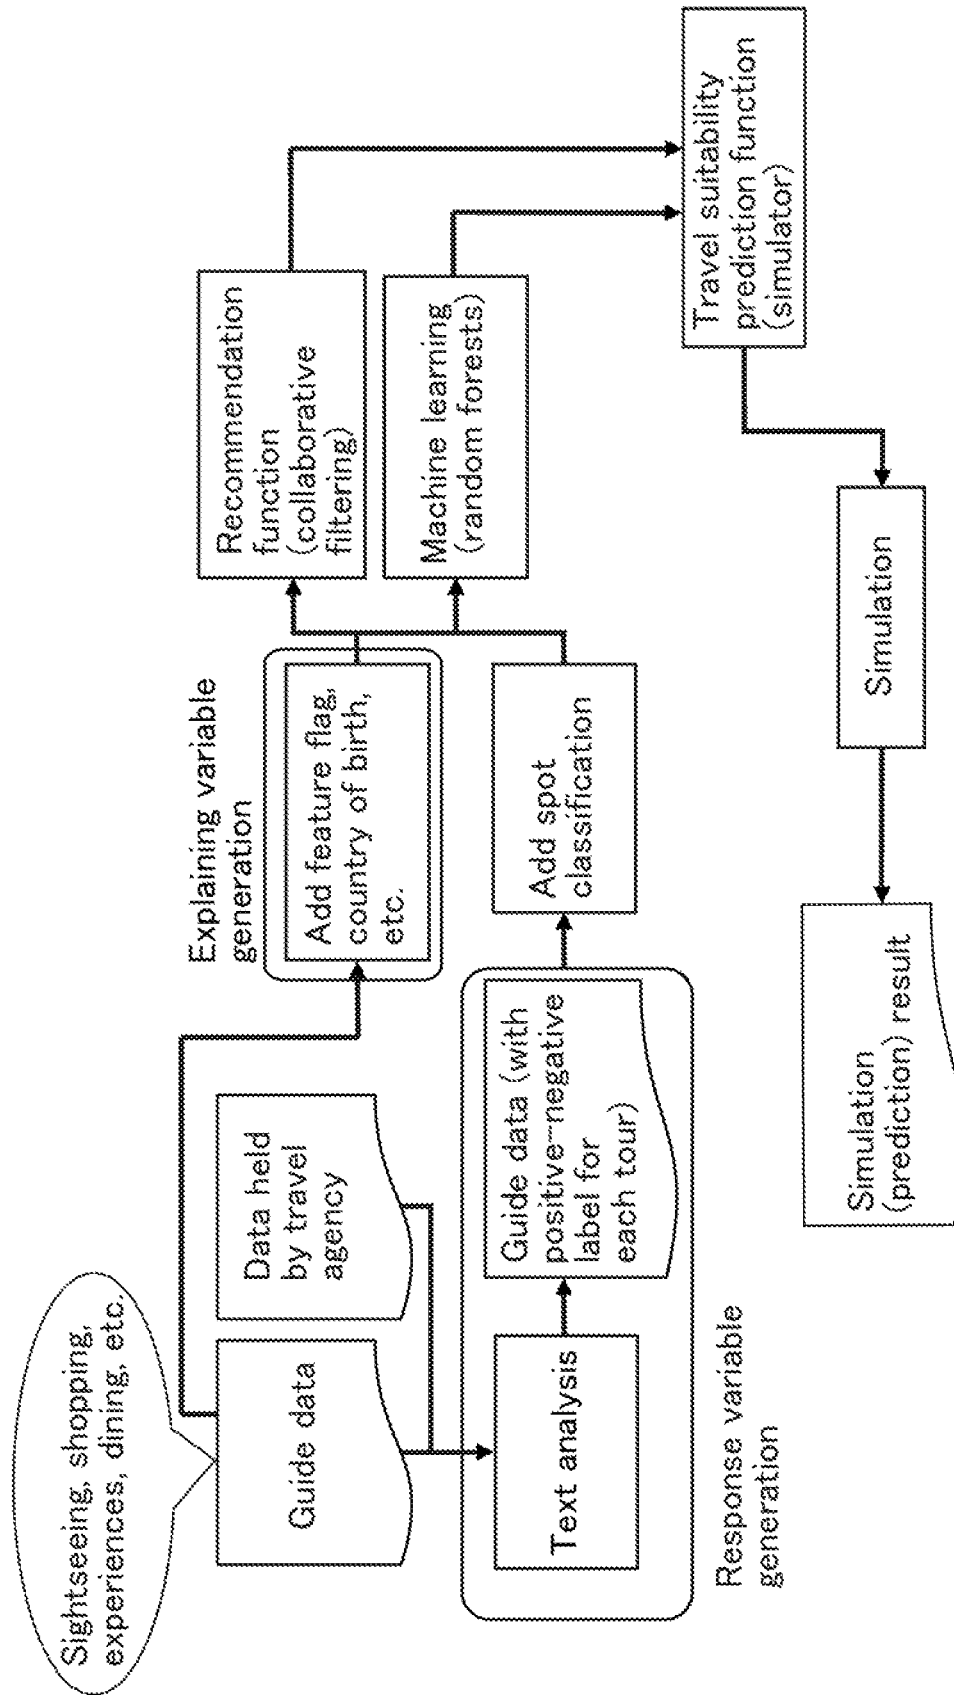 Sightseeing, shopping,
experiences, dining, etc.
Guide data
Data held
by travel
agency
Explaining variable
generation
Add feature flag,
country of birth,
etc.
Recommendation
function
(collaborative
filtering)
Machine learning
(random forests)
Text analysis
Guide data (with
positive-negative
label for
each tour)
Response variable
generation
Add spot
classification
Travel suitability
prediction function
(simulator)
Simulation
Simulation
(prediction) result